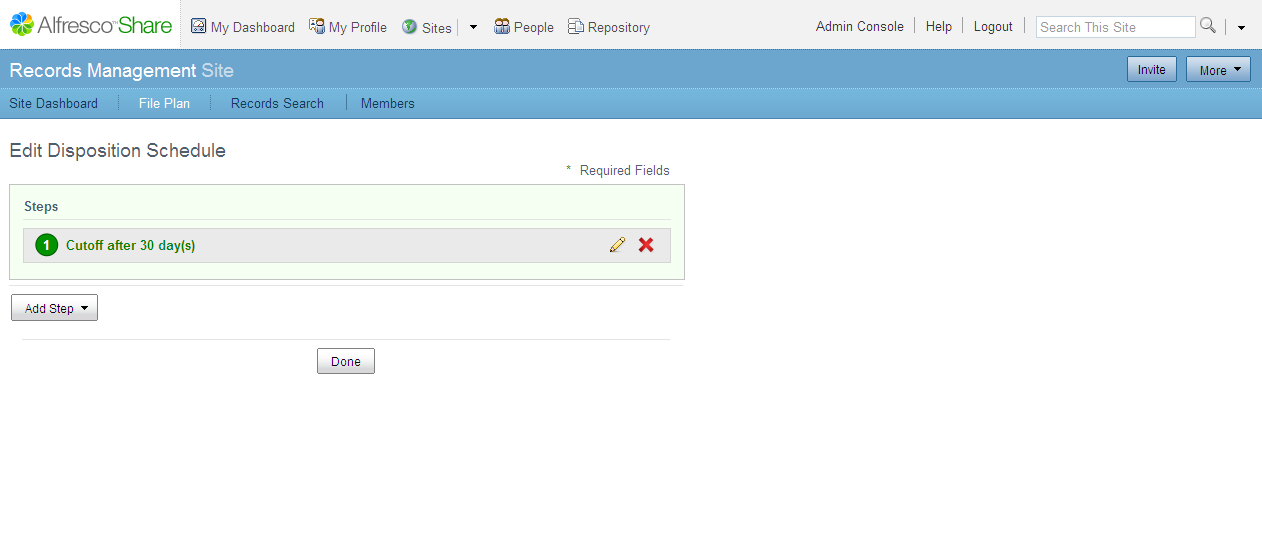 Alfresco™ Share My Dashboard My Profile Sites People Repository Admin Console Help Logout Search This Site
Records Management Site Invite More
Site Dashboard File Plan Records Search Members
Edit Disposition Schedule
* Required Fields
Steps
1 Cutoff after 30 day(s)
Add Step
Done